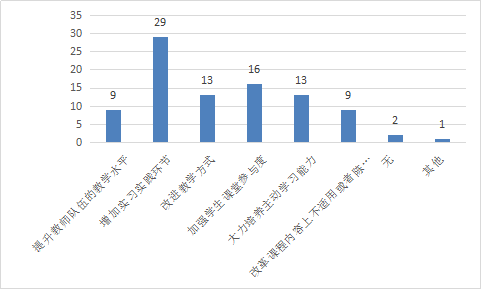 35
30
25
20
15
10
5
0
9
29
13
16
13
9
2
1
提升教师队伍的教学水平
增加实习实践环节
改进教学方式
加强学生课堂参与度
大力培养主动学习能力
改革课程内容上不适用或者陈…
无
其他